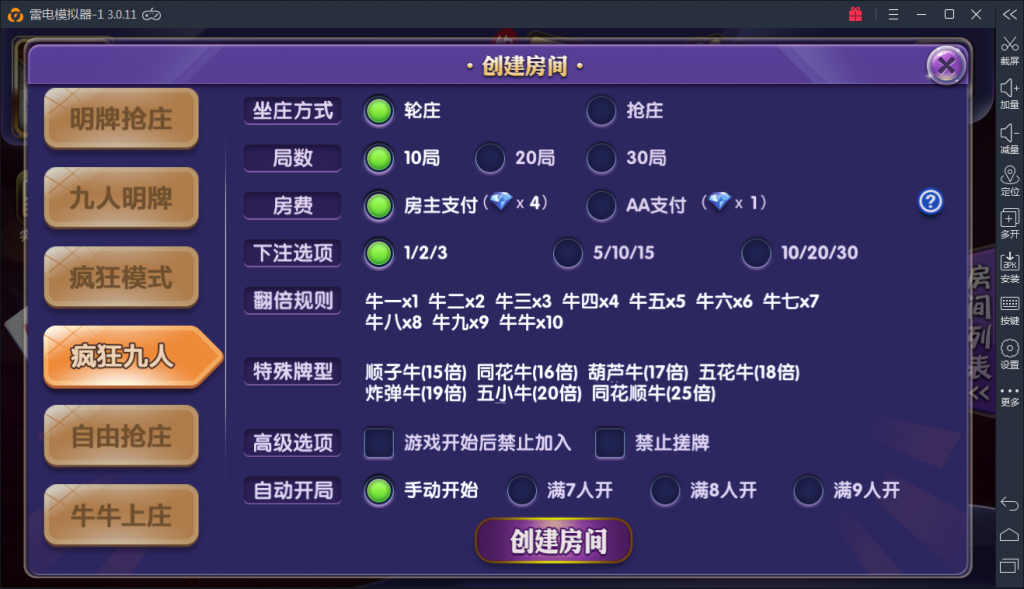 雷电模拟器-1 3.0.11
·创建房间·
明牌抢庄
九人明牌
疯狂模式
疯狂九人
自由抢庄
牛牛上庄
坐庄方式 轮庄 抢庄
局数 10局 20局 30局
房费 房主支付(x 4) AA支付 (x 1) ?
下注选项 1/2/3 5/10/15 10/20/30
翻倍规则 牛一x1 牛二x2 牛三x3 牛四x4 牛五x5 牛六x6 牛七x7
牛八x8 牛九x9 牛牛x10
特殊牌型 顺子牛(15倍) 同花牛(16倍) 葫芦牛(17倍) 五花牛(18倍)
炸弹牛(19倍) 五小牛(20倍) 同花顺牛(25倍)
高级选项 游戏开始后禁止加入 禁止搓牌
自动开局 手动开始 满7人开 满8人开 满9人开
创建房间
房间列表
截屏
加量
减量
定位
多开
APK
安装
按键
设置
更多